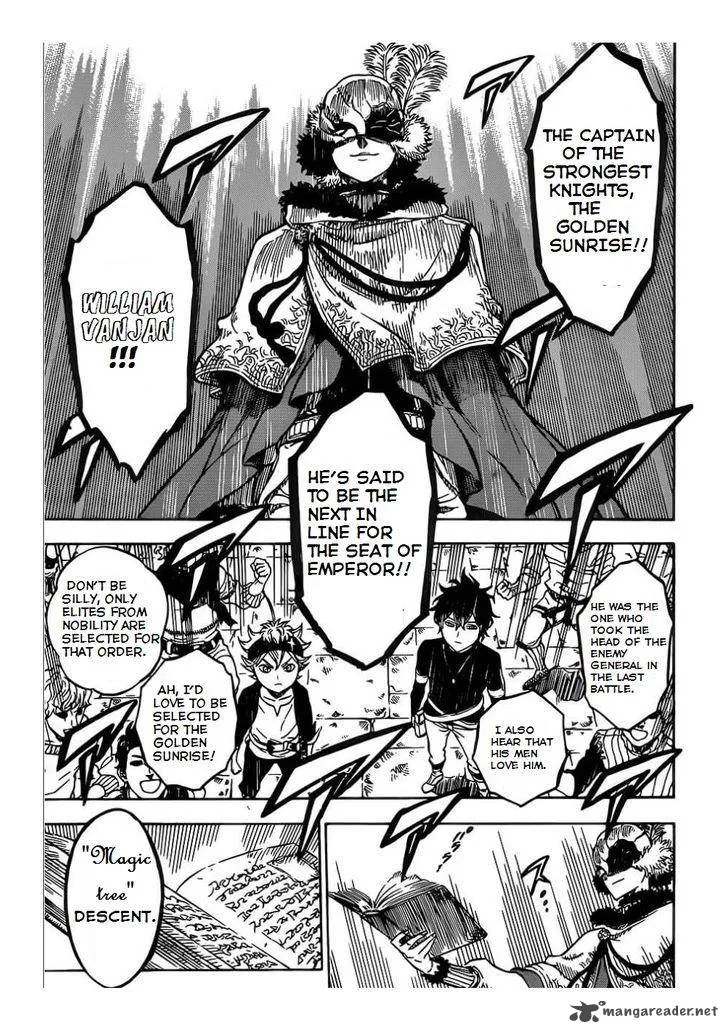 THE CAPTAIN
OF THE
STRONGEST
KNIGHTS,
THE
GOLDEN
SUNRISE!!
WILLIAM
VANJAN
!!!
HE'S SAID
TO BE THE
NEXT IN
LINE FOR
THE SEAT OF
EMPEROR!!
HE WAS THE
ONE WHO
TOOK THE
HEAD OF THE
ENEMY
GENERAL IN
THE LAST
BATTLE.
I ALSO
HEAR THAT
HIS MEN
LOVE HIM.
AH, I'D
LOVE TO BE
SELECTED
FOR THE
GOLDEN
SUNRISE!
DON'T BE
SILLY, ONLY
ELITES FROM
NOBILITY ARE
SELECTED FOR
THAT ORDER.
"Magic
tree"
DESCENT.
mangareader.net